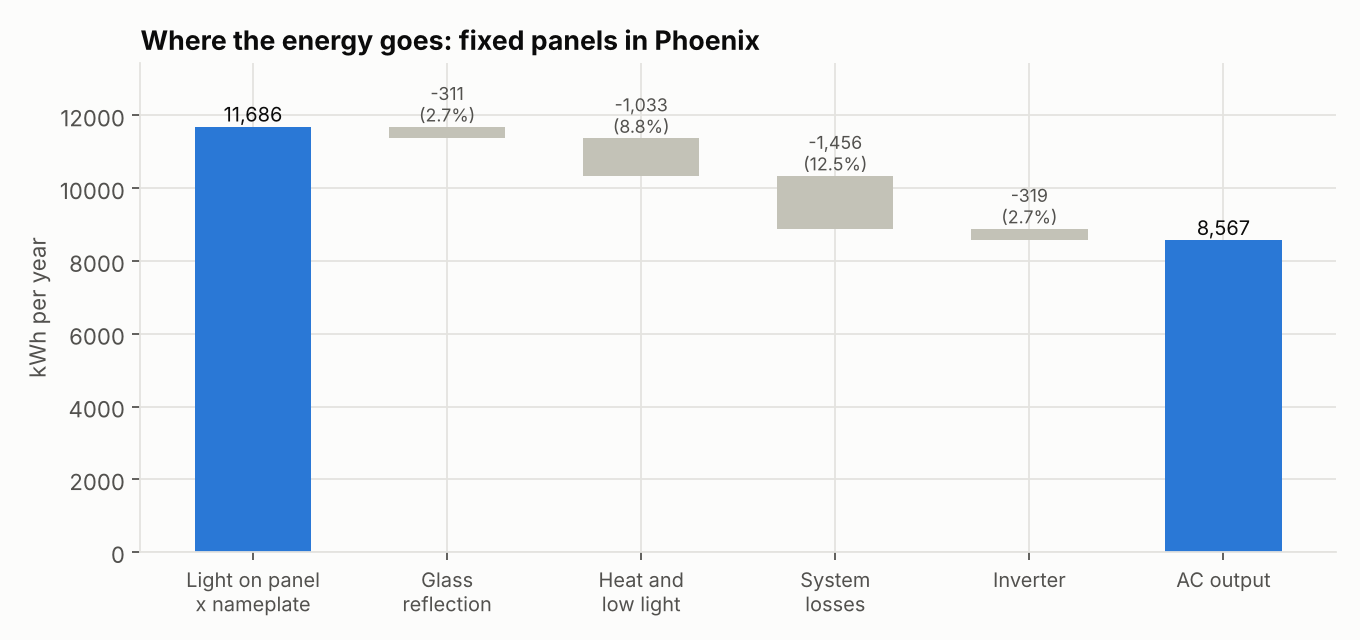 Where the energy goes: fixed panels in Phoenix
kWh per year
12000
10000
8000
6000
4000
2000
0
11,686
-311
(2.7%)
-1,033
(8.8%)
-1,456
(12.5%)
-319
(2.7%)
8,567
Light on panel
x nameplate
Glass
reflection
Heat and
low light
System
losses
Inverter
AC output